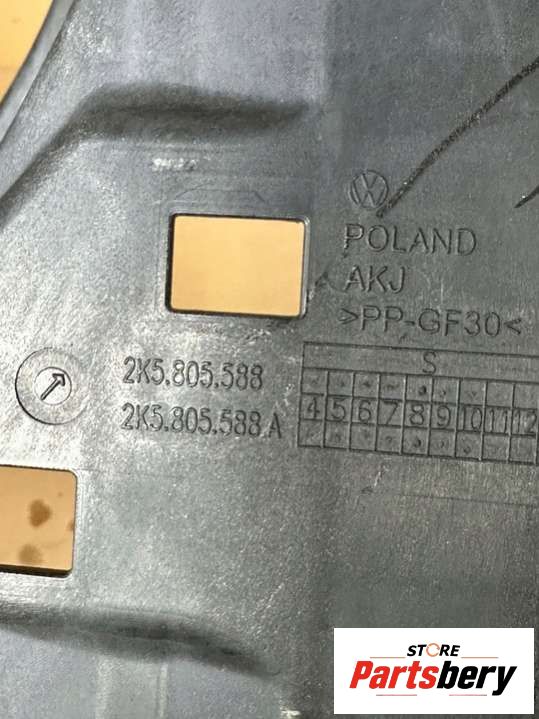 POLAND
AKJ
>PP-GF30<
2K5.805.588
2K5.805.588 A
S
4 5 6 7 8 9 10 11 12
STORE
Partsbery